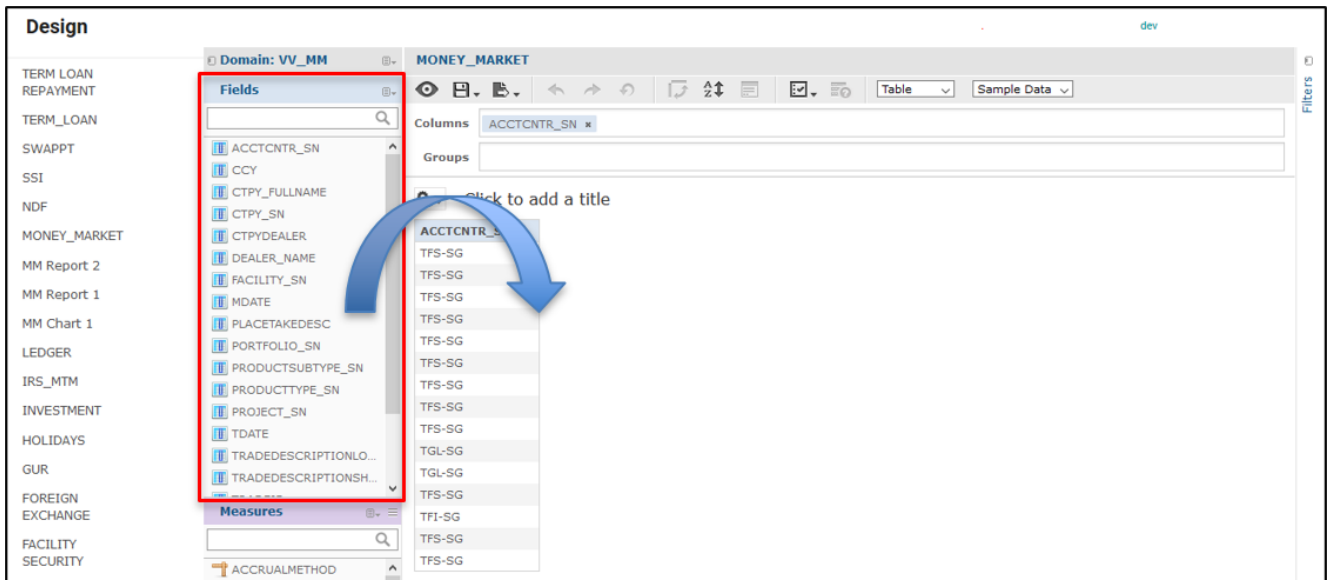 Design
dev
TERM LOAN
REPAYMENT
TERM_LOAN
SWAPPT
SSI
NDF
MONEY_MARKET
MM Report 2
MM Report 1
MM Chart 1
LEDGER
IRS_MTM
INVESTMENT
HOLIDAYS
GUR
FOREIGN
EXCHANGE
FACILITY
SECURITY
Domain: VV_MM
Fields
ACCTCNTR_SN
CCY
CTPY_FULLNAME
CTPY_SN
CTPYDEALER
DEALER_NAME
FACILITY_SN
MDATE
PLACETAKEDESC
PORTFOLIO_SN
PRODUCTSUBTYPE_SN
PRODUCTTYPE_SN
PROJECT_SN
TDATE
TRADEDESCRIPTIONLO...
TRADEDESCRIPTIONSH...
Measures
ACCRUALMETHOD
MONEY_MARKET
Table
Sample Data
Columns ACCTCNTR_SN ×
Groups
Click to add a title
ACCTCNTR_S
TFS-SG
TFS-SG
TFS-SG
TFS-SG
TFS-SG
TFS-SG
TFS-SG
TFS-SG
TFS-SG
TGL-SG
TGL-SG
TFS-SG
TFI-SG
TFS-SG
TFS-SG
Filters